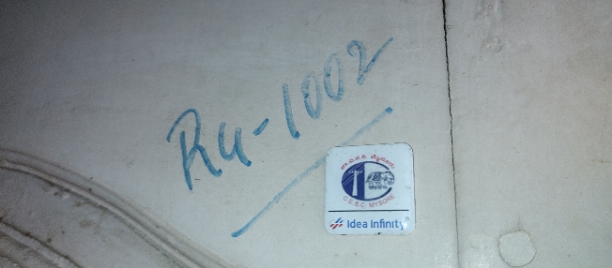 Ru-1002
C.E.S.C. MYSORE
Idea Infinity